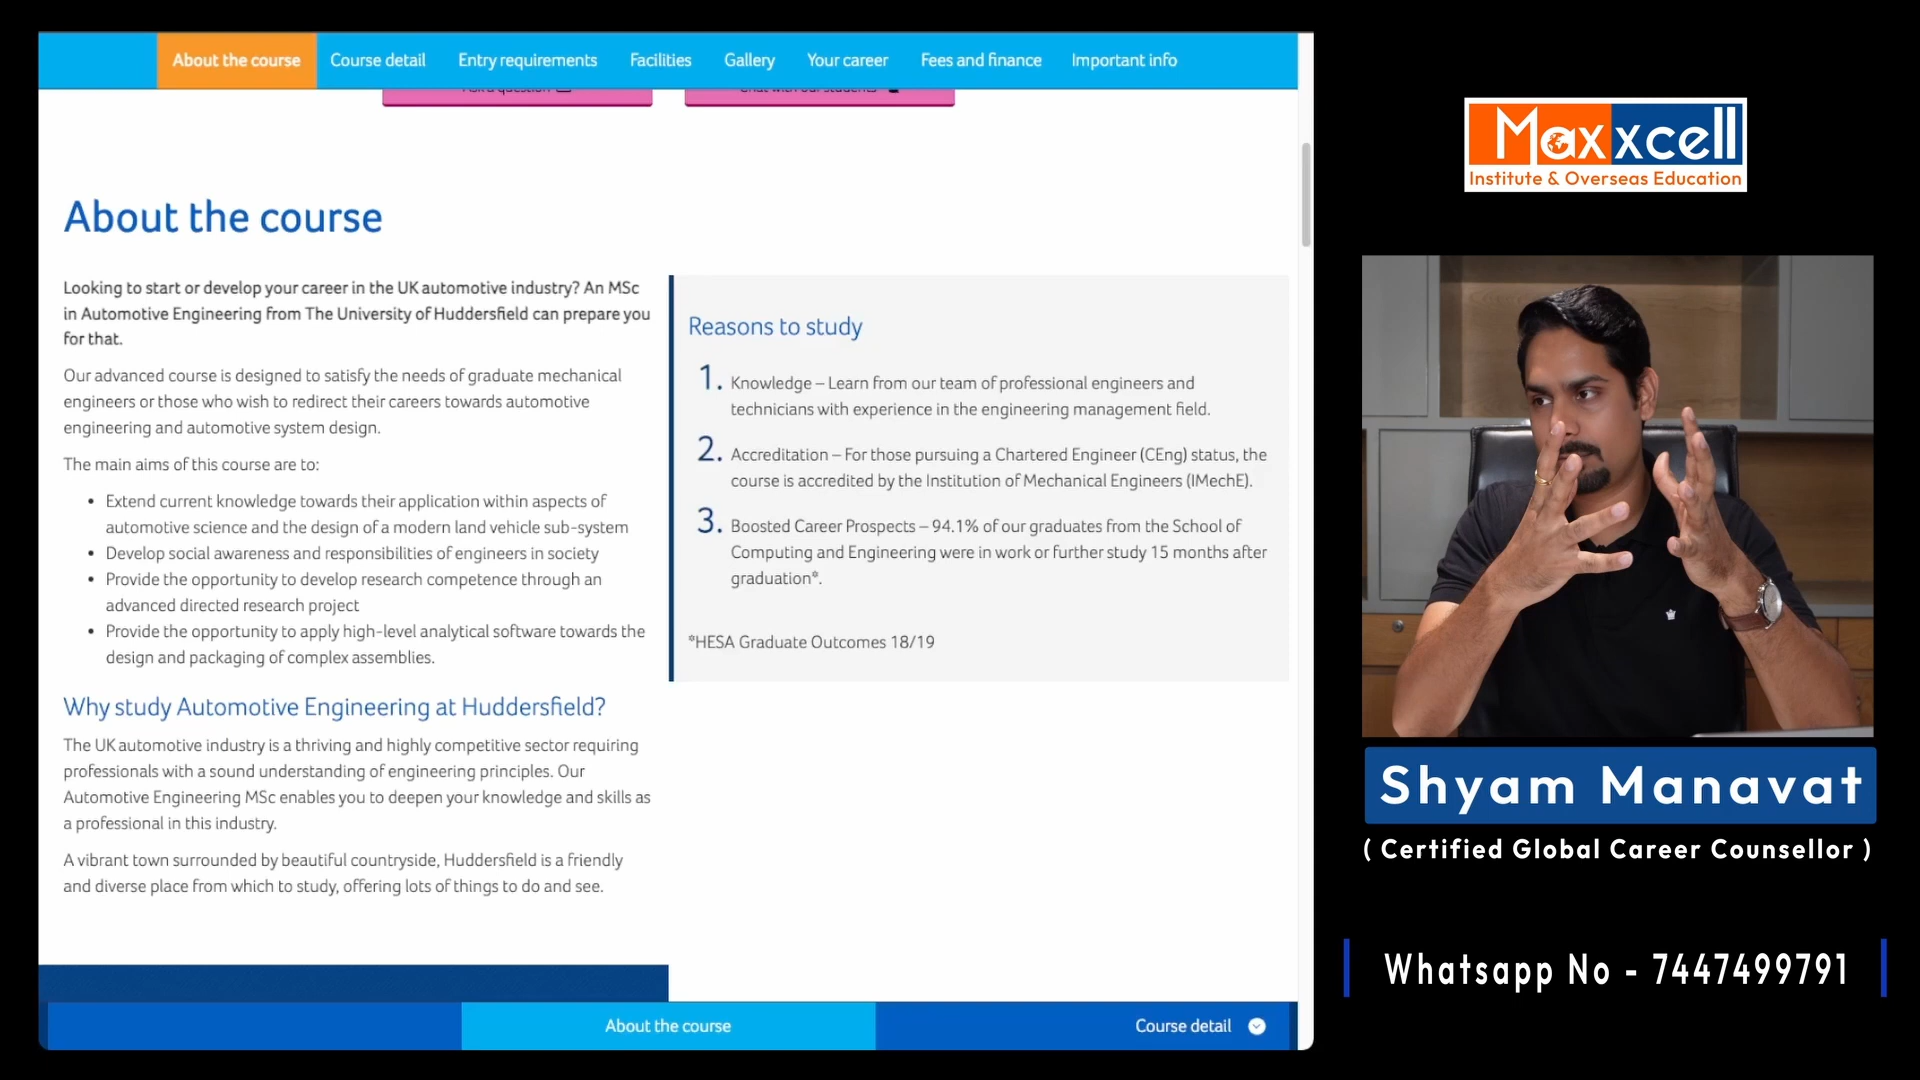 About the course
Course detail
Entry requirements
Facilities
Gallery
Your career
Fees and finance
Important info
Ask a question
Chat with our students
About the course
Looking to start or develop your career in the UK automotive industry? An MSc
in Automotive Engineering from The University of Huddersfield can prepare you
for that.
Our advanced course is designed to satisfy the needs of graduate mechanical
engineers or those who wish to redirect their careers towards automotive
engineering and automotive system design.
The main aims of this course are to:
• Extend current knowledge towards their application within aspects of
automotive science and the design of a modern land vehicle sub-system
• Develop social awareness and responsibilities of engineers in society
• Provide the opportunity to develop research competence through an
advanced directed research project
• Provide the opportunity to apply high-level analytical software towards the
design and packaging of complex assemblies.
Why study Automotive Engineering at Huddersfield?
The UK automotive industry is a thriving and highly competitive sector requiring
professionals with a sound understanding of engineering principles. Our
Automotive Engineering MSc enables you to deepen your knowledge and skills as
a professional in this industry.
A vibrant town surrounded by beautiful countryside, Huddersfield is a friendly
and diverse place from which to study, offering lots of things to do and see.
Reasons to study
1. Knowledge – Learn from our team of professional engineers and
technicians with experience in the engineering management field.
2. Accreditation – For those pursuing a Chartered Engineer (CEng) status, the
course is accredited by the Institution of Mechanical Engineers (IMechE).
3. Boosted Career Prospects – 94.1% of our graduates from the School of
Computing and Engineering were in work or further study 15 months after
graduation*.
*HESA Graduate Outcomes 18/19
About the course
Course detail
Maxxcell
Institute & Overseas Education
Shyam Manavat
( Certified Global Career Counsellor )
Whatsapp No - 7447499791